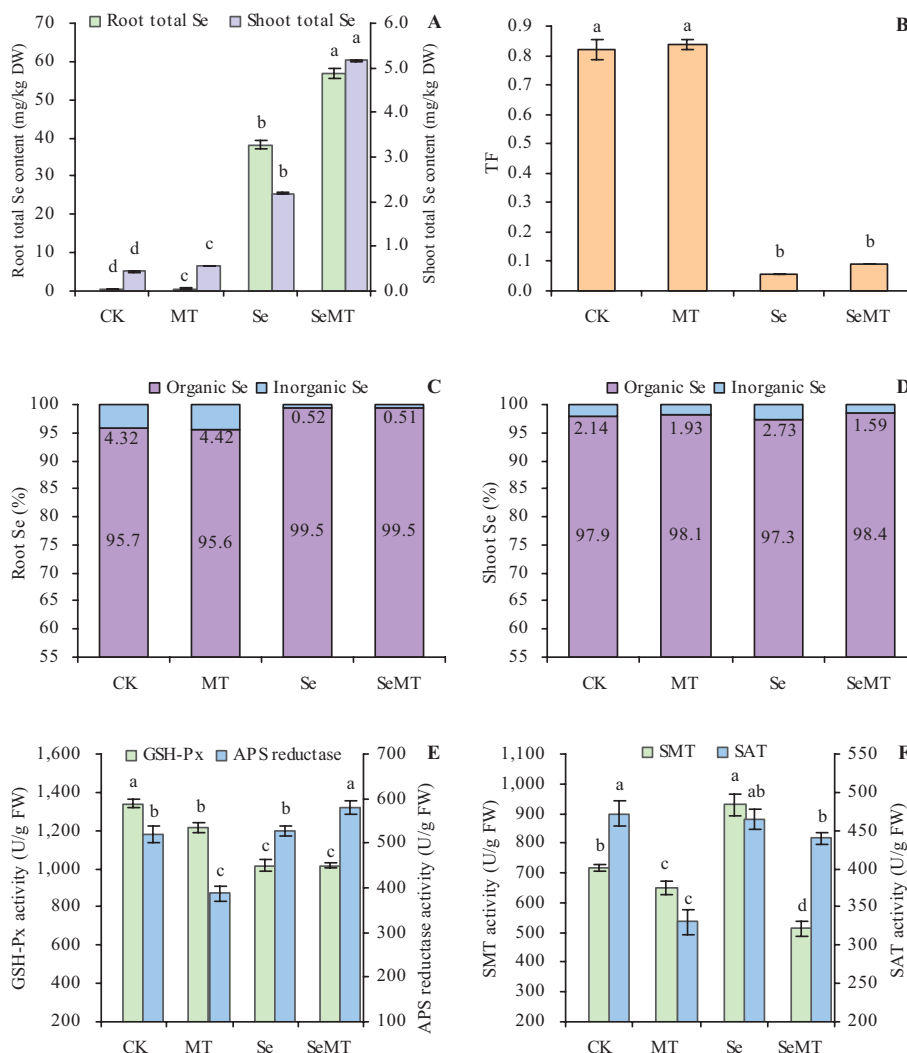 A
Root total Se
Shoot total Se
Root total Se content (mg/kg DW)
70
60
50
40
30
20
10
0
Shoot total Se content (mg/kg DW)
6.0
5.0
4.0
3.0
2.0
1.0
0.0
d
d
c
c
b
b
a
a
CK
MT
Se
SeMT
B
TF
0.9
0.8
0.7
0.6
0.5
0.4
0.3
0.2
0.1
0.0
a
a
b
b
CK
MT
Se
SeMT
C
Organic Se
Inorganic Se
Root Se (%)
100
95
90
85
80
75
70
65
60
55
4.32
4.42
0.52
0.51
95.7
95.6
99.5
99.5
CK
MT
Se
SeMT
D
Organic Se
Inorganic Se
Shoot Se (%)
100
95
90
85
80
75
70
65
60
55
2.14
1.93
2.73
1.59
97.9
98.1
97.3
98.4
CK
MT
Se
SeMT
E
GSH-Px
APS reductase
GSH-Px activity (U/g FW)
1,600
1,400
1,200
1,000
800
600
400
200
APS reductase activity (U/g FW)
700
600
500
400
300
200
100
a
b
b
c
c
b
c
a
CK
MT
Se
SeMT
F
SMT
SAT
SMT activity (U/g FW)
1,100
1,000
900
800
700
600
500
400
300
200
SAT activity (U/g FW)
550
500
450
400
350
300
250
200
b
a
c
c
a
ab
d
b
CK
MT
Se
SeMT